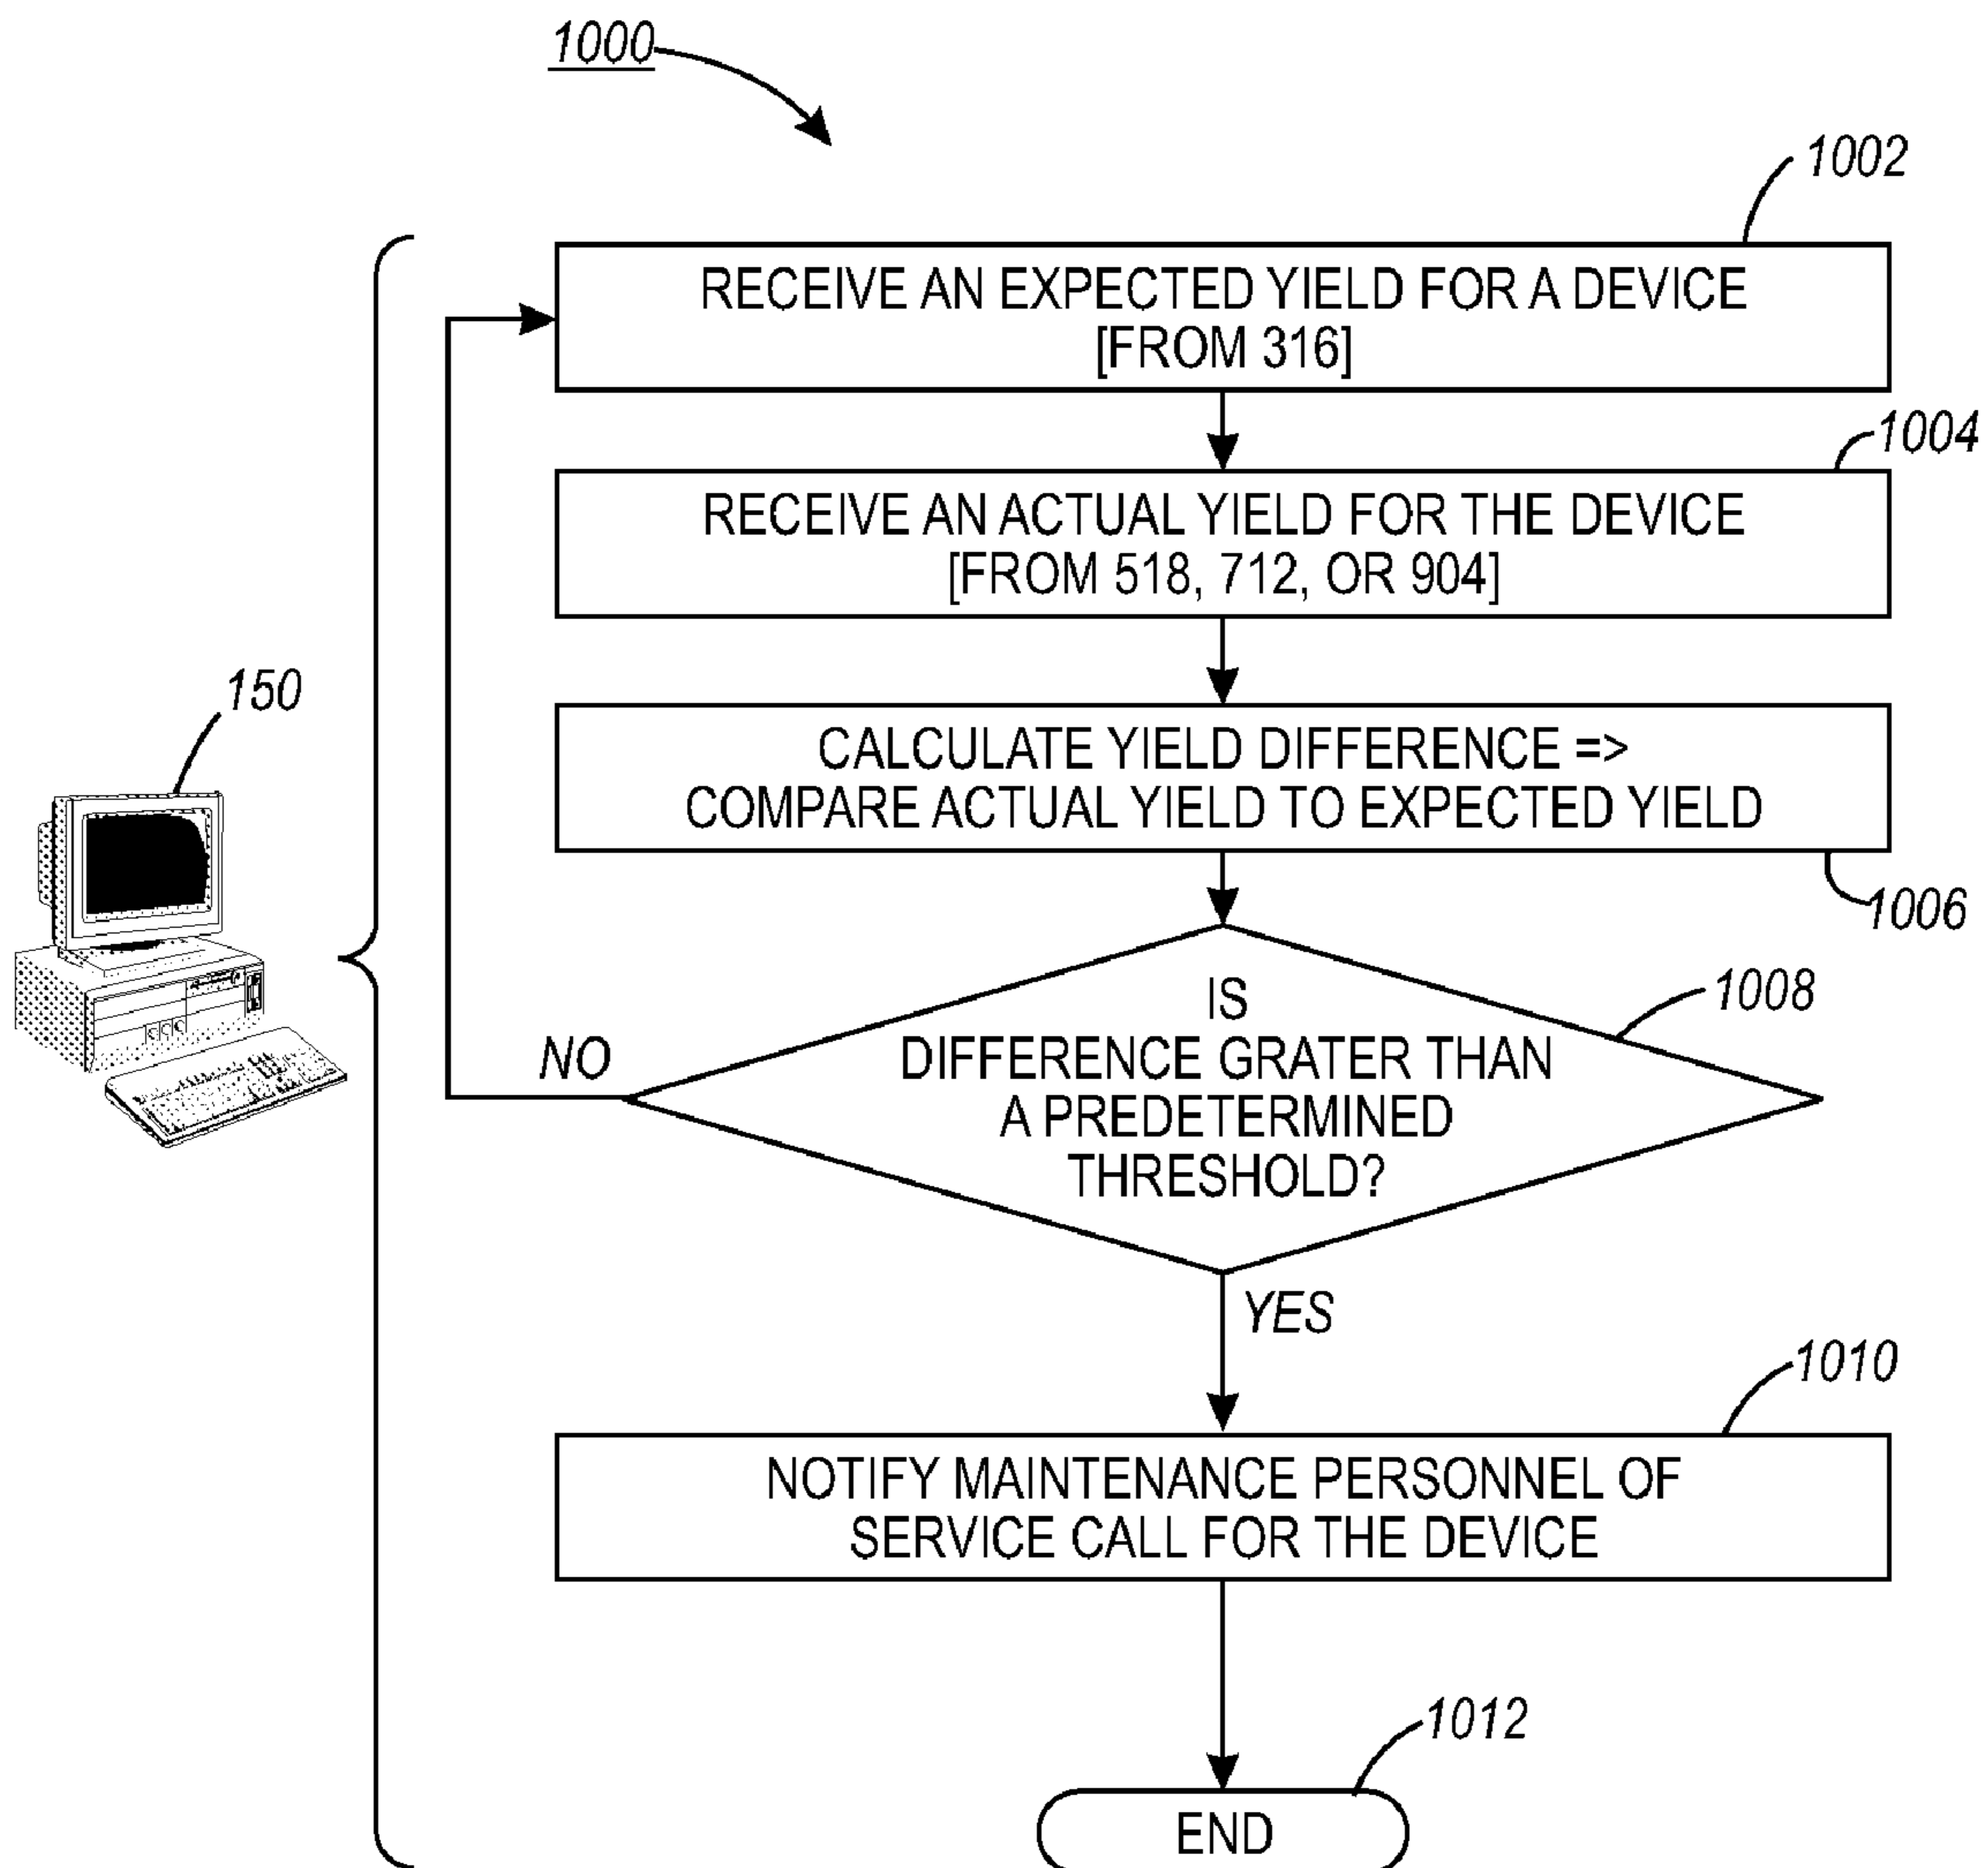 1000
1002
RECEIVE AN EXPECTED YIELD FOR A DEVICE
[FROM 316]
1004
RECEIVE AN ACTUAL YIELD FOR THE DEVICE
[FROM 518, 712, OR 904]
150
CALCULATE YIELD DIFFERENCE =>
COMPARE ACTUAL YIELD TO EXPECTED YIELD
1006
1008
IS
DIFFERENCE GRATER THAN
A PREDETERMINED
THRESHOLD?
NO
YES
1010
NOTIFY MAINTENANCE PERSONNEL OF
SERVICE CALL FOR THE DEVICE
1012
END